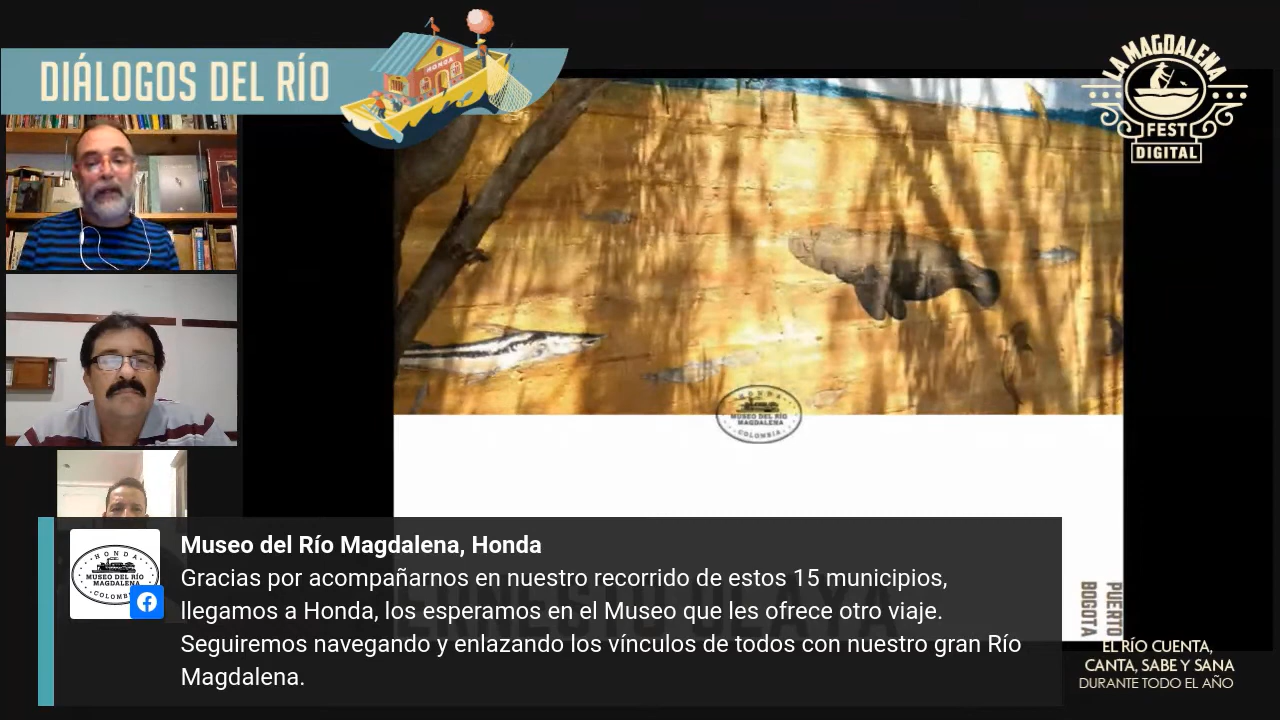 DIÁLOGOS DEL RÍO
HONDA
LA MAGDALENA
FEST
DIGITAL
HONDA
MUSEO DEL RÍO
MAGDALENA
COLOMBIA
PUERTO
BOGOTA
HONDA
MUSEO DEL RÍO
MAGDALENA
Museo del Río Magdalena, Honda
Gracias por acompañarnos en nuestro recorrido de estos 15 municipios,
llegamos a Honda, los esperamos en el Museo que les ofrece otro viaje.
Seguiremos navegando y enlazando los vínculos de todos con nuestro gran Río
Magdalena.
EL RÍO CUENTA,
CANTA, SABE Y SANA
DURANTE TODO EL AÑO